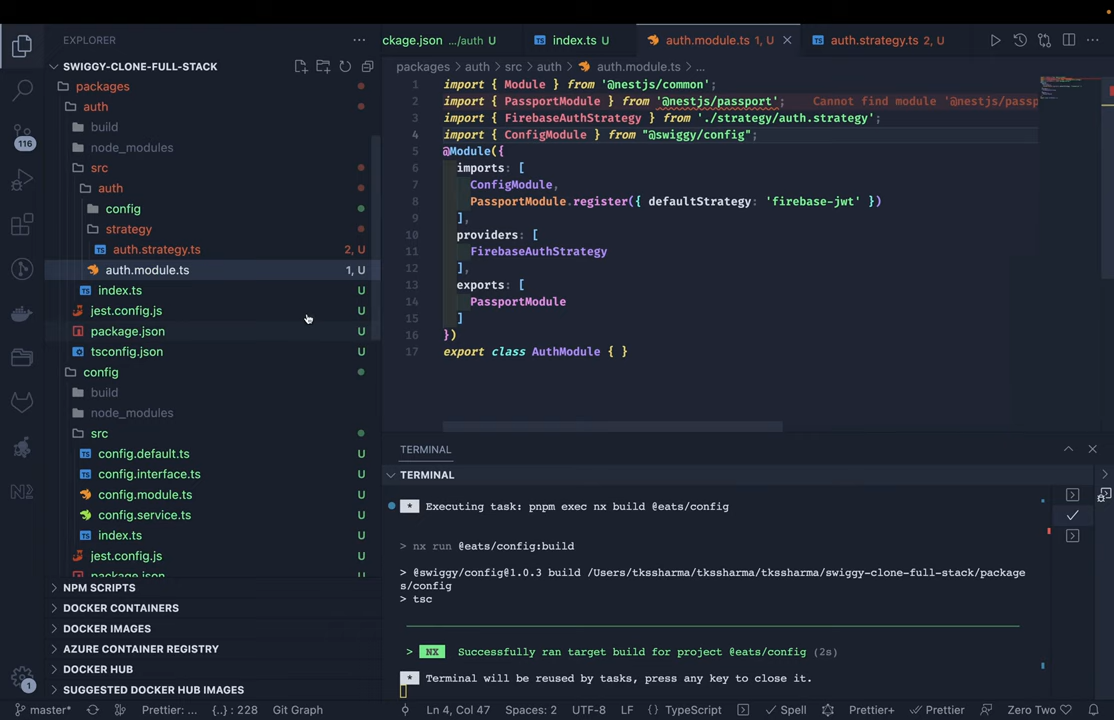 EXPLORER
SWIGGY-CLONE-FULL-STACK
packages
auth
build
node_modules
src
auth
config
strategy
auth.strategy.ts 2, U
auth.module.ts 1, U
index.ts U
jest.config.js U
package.json U
tsconfig.json U
config
build
node_modules
src
config.default.ts U
config.interface.ts U
config.module.ts U
config.service.ts U
index.ts U
jest.config.js U
package.json U
NPM SCRIPTS
DOCKER CONTAINERS
DOCKER IMAGES
AZURE CONTAINER REGISTRY
DOCKER HUB
SUGGESTED DOCKER HUB IMAGES
116
1
ckage.json .../auth U
index.ts U
auth.module.ts 1, U
auth.strategy.ts 2, U
packages > auth > src > auth > auth.module.ts > ...
1 import { Module } from '@nestjs/common';
2 import { PassportModule } from '@nestjs/passport'; Cannot find module '@nestjs/passp
3 import { FirebaseAuthStrategy } from './strategy/auth.strategy';
4 import { ConfigModule } from "@swiggy/config";
5 @Module({
6 imports: [
7 ConfigModule,
8 PassportModule.register({ defaultStrategy: 'firebase-jwt' })
9 ],
10 providers: [
11 FirebaseAuthStrategy
12 ],
13 exports: [
14 PassportModule
15 ]
16 })
17 export class AuthModule { }
TERMINAL
TERMINAL
* Executing task: pnpm exec nx build @eats/config
> nx run @eats/config:build
> @swiggy/config@1.0.3 build /Users/tkssharma/tkssharma/swiggy-clone-full-stack/package
s/config
> tsc
> NX Successfully ran target build for project @eats/config (2s)
* Terminal will be reused by tasks, press any key to close it.
master* Prettier: ... {..} : 228 Git Graph Ln 4, Col 47 Spaces: 2 UTF-8 LF { } TypeScript Spell Prettier+ Prettier Zero Two